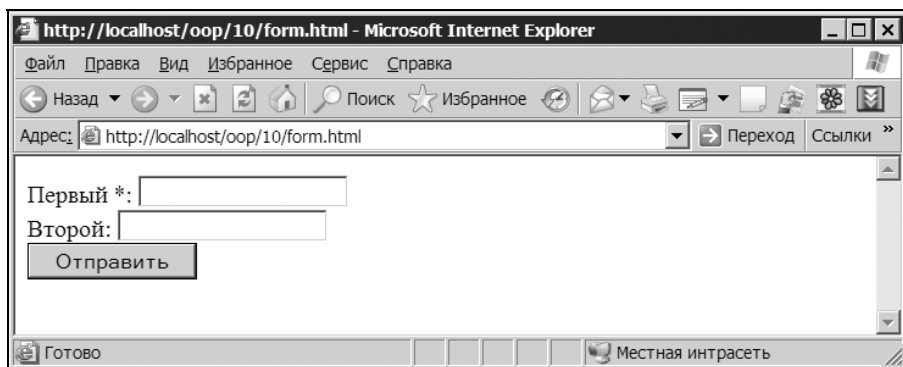 http://localhost/oop/10/form.html - Microsoft Internet Explorer
Файл Правка Вид Избранное Сервис Справка
Назад Поиск Избранное
Адрес: http://localhost/oop/10/form.html Переход Ссылки »
Первый *:
Второй:
Отправить
Готово Местная интрасеть